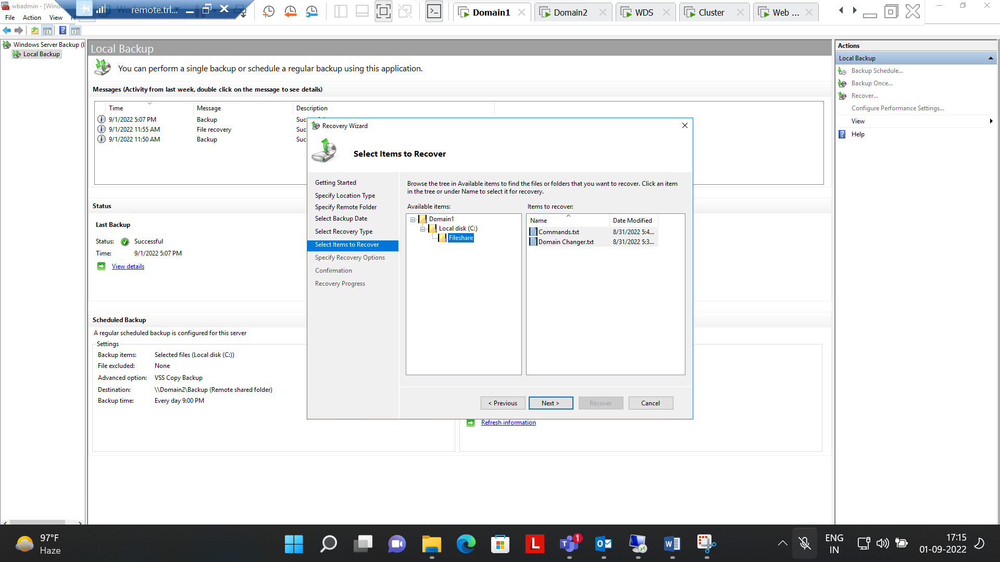 wbadmin - [Wind
remote.trl...
Domain1
Domain2
WDS
Cluster
Web ...
File
Action
View
Windows Server Backup (L
Local Backup
Local Backup
You can perform a single backup or schedule a regular backup using this application.
Messages (Activity from last week, double click on the message to see details)
Time Message Description
9/1/2022 5:07 PM Backup
9/1/2022 11:55 AM File recovery Suc
9/1/2022 11:50 AM Backup Suc
Status
Last Backup
Status: Successful
Time: 9/1/2022 5:07 PM
View details
Scheduled Backup
A regular scheduled backup is configured for this server
Settings
Backup items: Selected files (Local disk (C:))
File excluded: None
Advanced option: VSS Copy Backup
Destination: \\Domain2\Backup (Remote shared folder)
Backup time: Every day 9:00 PM
Refresh information
Recovery Wizard
Select Items to Recover
Getting Started
Specify Location Type
Specify Remote Folder
Select Backup Date
Select Recovery Type
Select Items to Recover
Specify Recovery Options
Confirmation
Recovery Progress
Browse the tree in Available items to find the files or folders that you want to recover. Click an item
in the tree or under Name to select it for recovery.
Available items:
Domain1
Local disk (C:)
Fileshare
Items to recover:
Name Date Modified
Commands.txt 8/31/2022 5:4...
Domain Changer.txt 8/31/2022 5:3...
< Previous
Next >
Recover
Cancel
Actions
Local Backup
Backup Schedule...
Backup Once...
Recover...
Configure Performance Settings...
View
Help
97°F
Haze
L
1
ENG
IN
17:15
01-09-2022